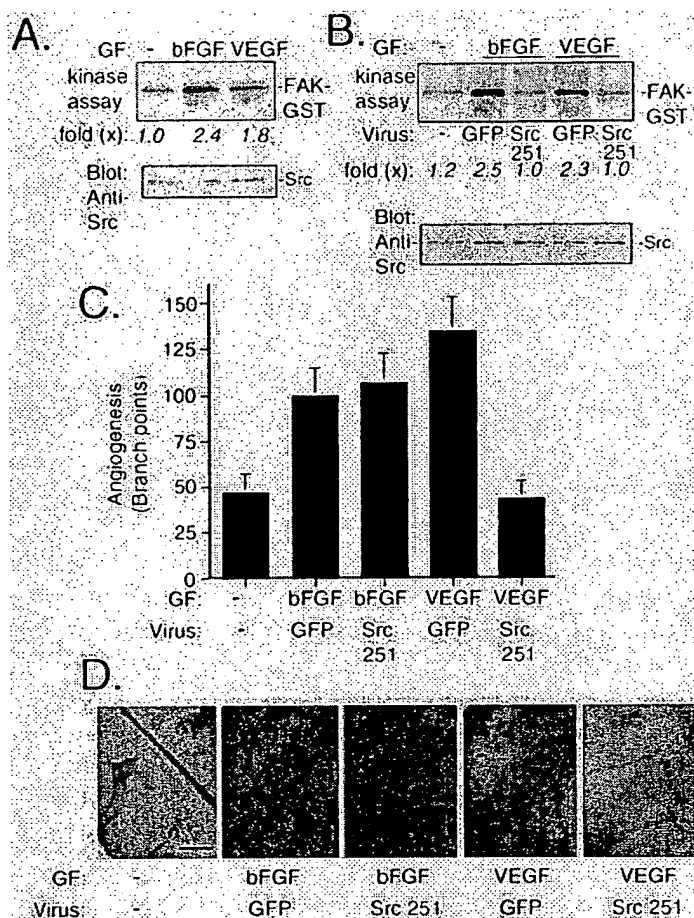 A.
GF: - bFGF VEGF
kinase assay
FAK-GST
fold (x): 1.0 2.4 1.8
Blot: Anti-Src
-Src
B.
GF: - bFGF VEGF
kinase assay
-FAK-GST
Virus: - GFP Src 251 GFP Src 251
fold (x): 1.2 2.5 1.0 2.3 1.0
Blot: Anti-Src
-Src
C.
Angiogenesis
(Branch points)
150
125
100
75
50
25
0
GF: - bFGF bFGF VEGF VEGF
Virus: - GFP Src 251 GFP Src 251
D.
GF: - bFGF bFGF VEGF VEGF
Virus: - GFP Src 251 GFP Src 251